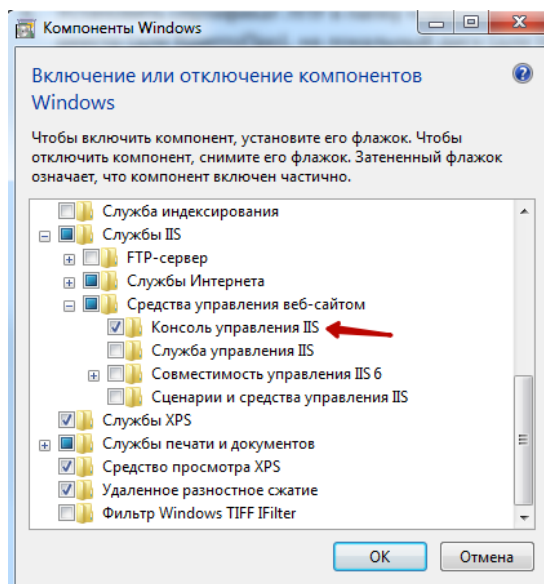 Компоненты Windows
Включение или отключение компонентов
Windows
Чтобы включить компонент, установите его флажок. Чтобы
отключить компонент, снимите его флажок. Затененный флажок
означает, что компонент включен частично.
Служба индексирования
Службы IIS
FTP-сервер
Службы Интернета
Средства управления веб-сайтом
Консоль управления IIS
Служба управления IIS
Совместимость управления IIS 6
Сценарии и средства управления IIS
Службы XPS
Службы печати и документов
Средство просмотра XPS
Удаленное разностное сжатие
Фильтр Windows TIFF IFilter
OK
Отмена